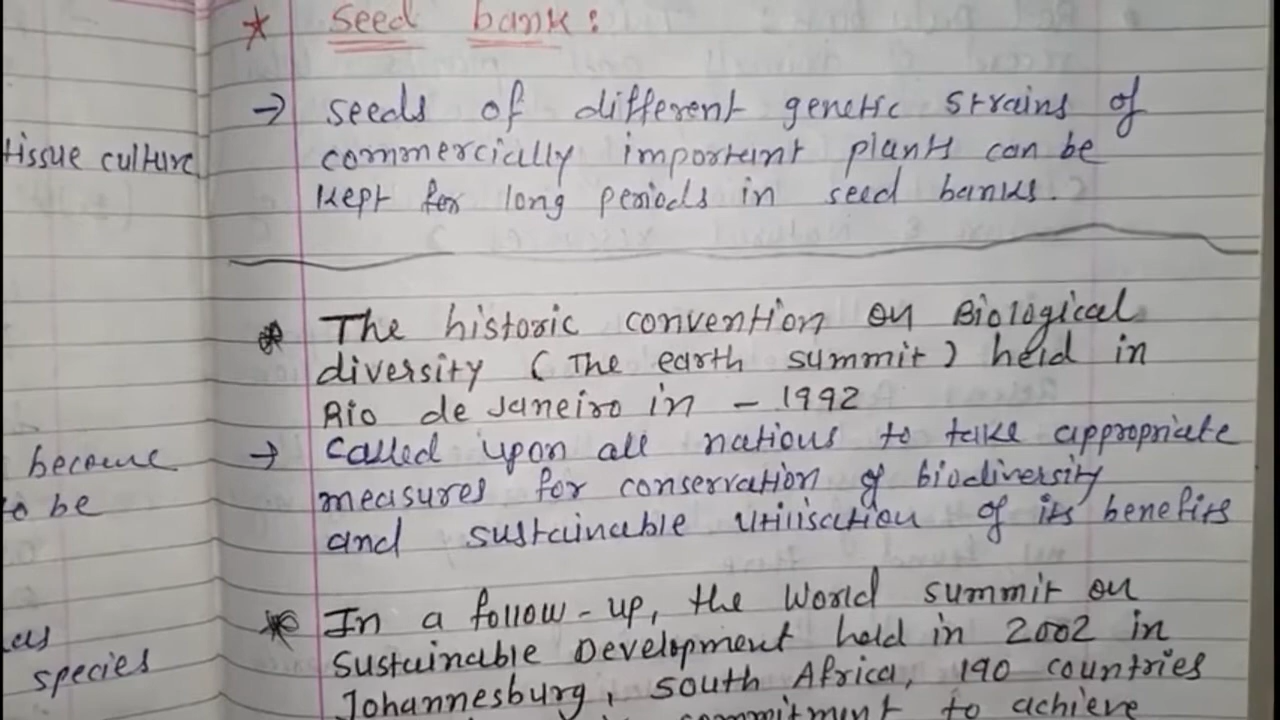 tissue culture
become
to be
species
* Seed bank:
→ seeds of different genetic strains of
commercially important plants can be
kept for long periods in seed banks.
* The historic convention on Biological
diversity (The earth summit) held in
Rio de Janeiro in - 1992
→ called upon all nations to take appropriate
measures for conservation of biodiversity
and sustainable utilisation of its benefits
* In a follow-up, the World summit on
Sustainable Development held in 2002 in
Johannesburg, South Africa, 190 countries
commitment to achieve